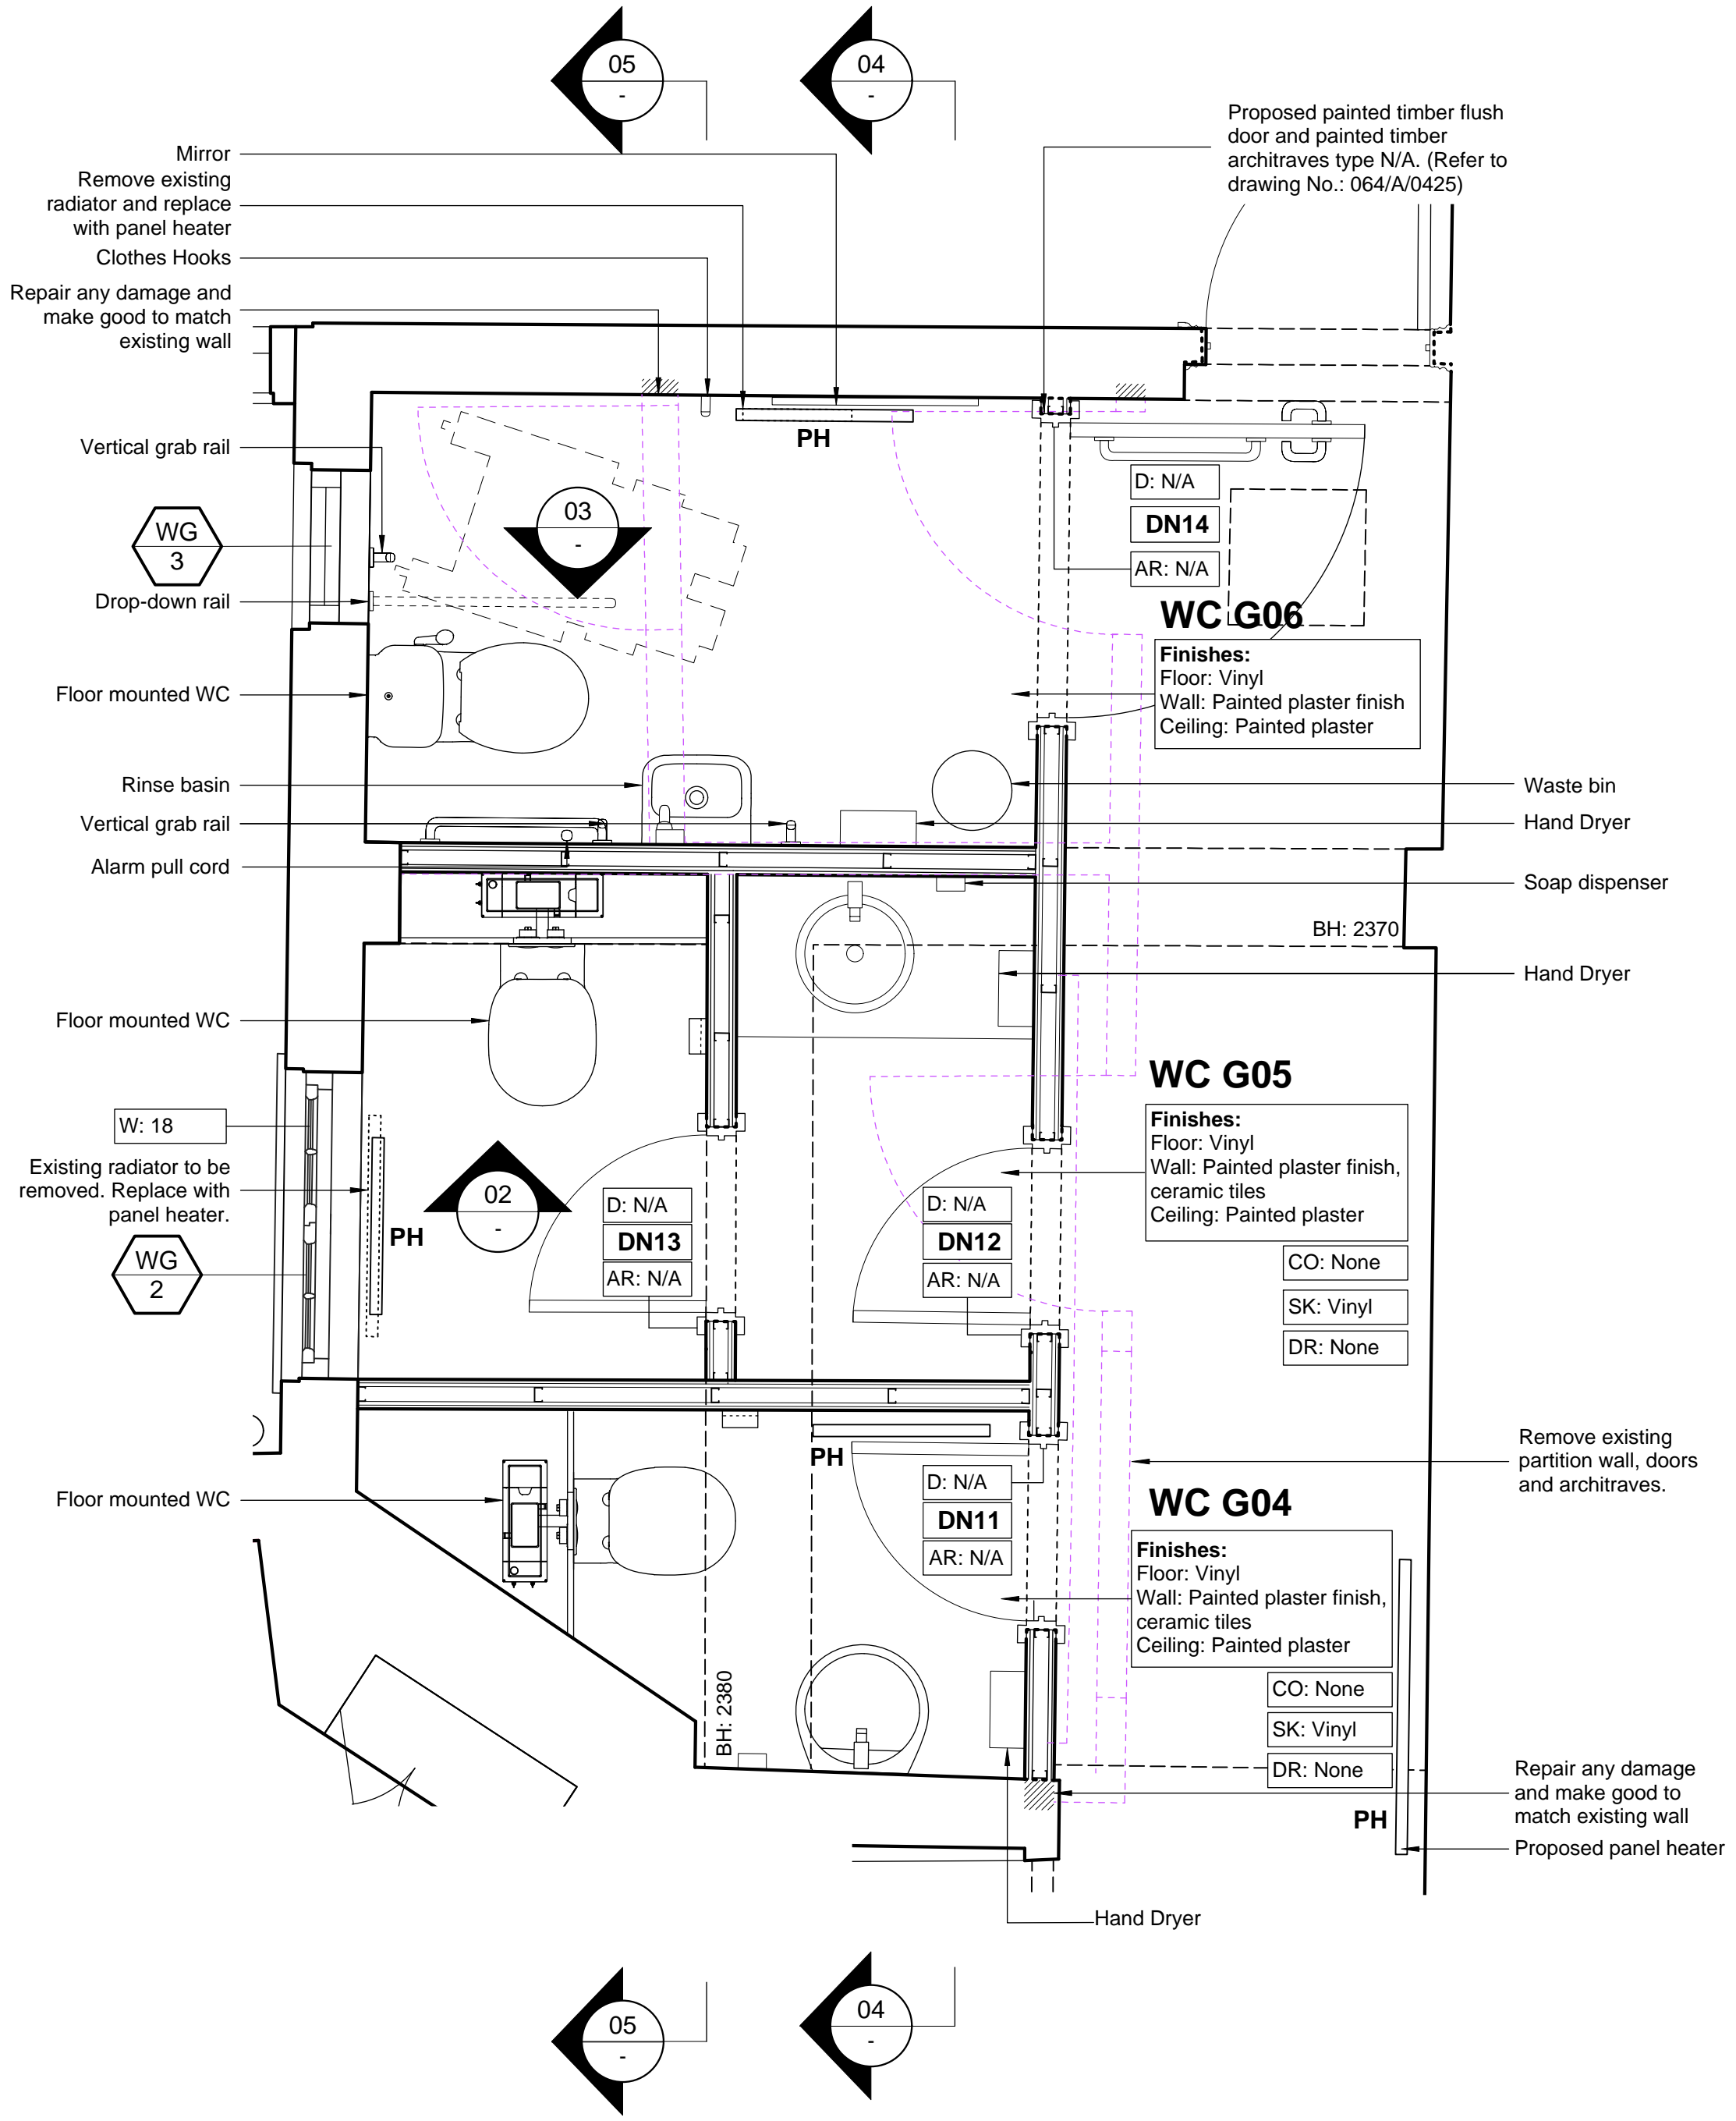 05
-
04
-
Proposed painted timber flush
door and painted timber
architraves type N/A. (Refer to
drawing No.: 064/A/0425)
Mirror
Remove existing
radiator and replace
with panel heater
Clothes Hooks
Repair any damage and
make good to match
existing wall
PH
Vertical grab rail
D: N/A
DN14
AR: N/A
03
-
WG
3
Drop-down rail
WC G06
Finishes:
Floor: Vinyl
Wall: Painted plaster finish
Ceiling: Painted plaster
Floor mounted WC
Rinse basin
Waste bin
Vertical grab rail
Hand Dryer
Alarm pull cord
Soap dispenser
BH: 2370
Hand Dryer
Floor mounted WC
WC G05
Finishes:
Floor: Vinyl
Wall: Painted plaster finish,
ceramic tiles
Ceiling: Painted plaster
W: 18
Existing radiator to be
removed. Replace with
panel heater.
PH
02
-
D: N/A
DN13
AR: N/A
D: N/A
DN12
AR: N/A
WG
2
CO: None
SK: Vinyl
DR: None
PH
Remove existing
partition wall, doors
and architraves.
D: N/A
DN11
AR: N/A
Floor mounted WC
WC G04
Finishes:
Floor: Vinyl
Wall: Painted plaster finish,
ceramic tiles
Ceiling: Painted plaster
BH: 2380
CO: None
SK: Vinyl
DR: None
Repair any damage
and make good to
match existing wall
PH
Proposed panel heater
Hand Dryer
05
-
04
-